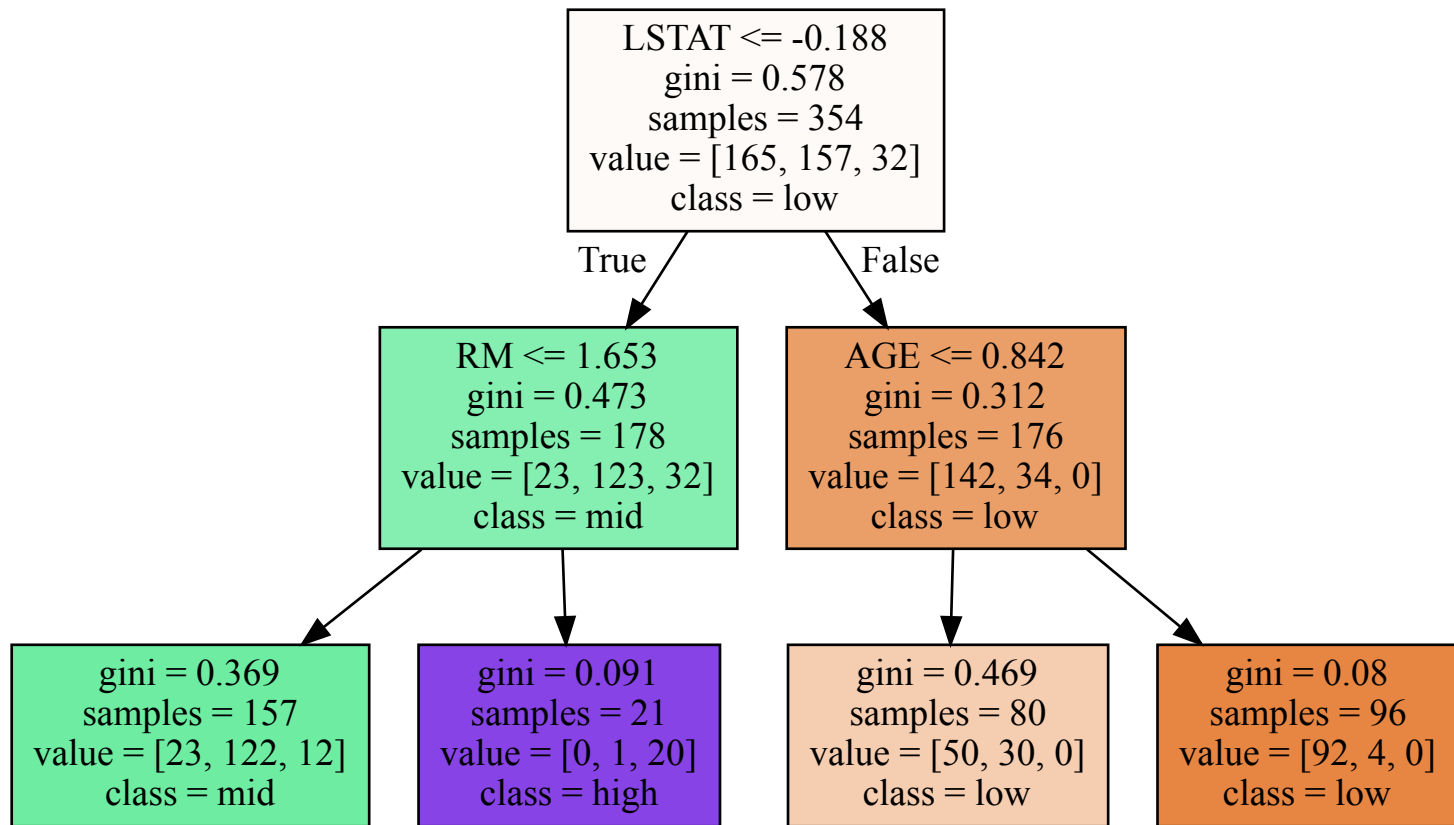 LSTAT <= -0.188
gini = 0.578
samples = 354
value = [165, 157, 32]
class = low
True
False
RM <= 1.653
gini = 0.473
samples = 178
value = [23, 123, 32]
class = mid
AGE <= 0.842
gini = 0.312
samples = 176
value = [142, 34, 0]
class = low
gini = 0.369
samples = 157
value = [23, 122, 12]
class = mid
gini = 0.091
samples = 21
value = [0, 1, 20]
class = high
gini = 0.469
samples = 80
value = [50, 30, 0]
class = low
gini = 0.08
samples = 96
value = [92, 4, 0]
class = low